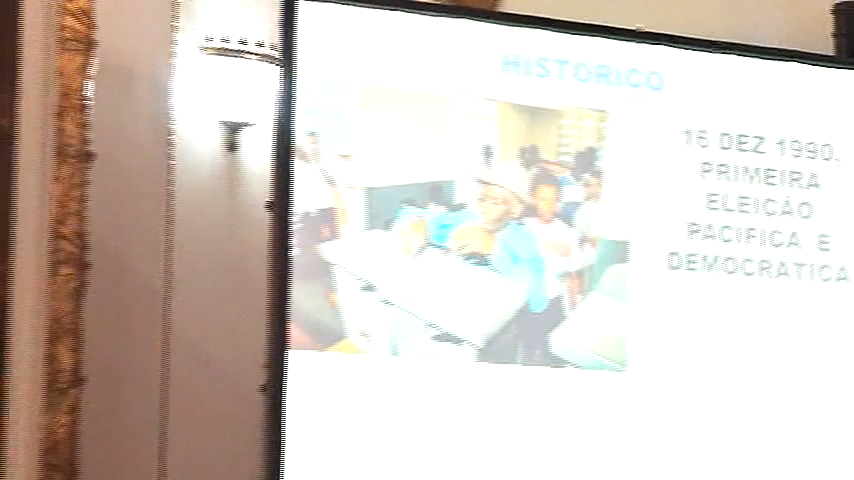 HISTORICO
16 DEZ 1990.
PRIMEIRA
ELEIÇÃO
PACIFICA E
DEMOCRATICA